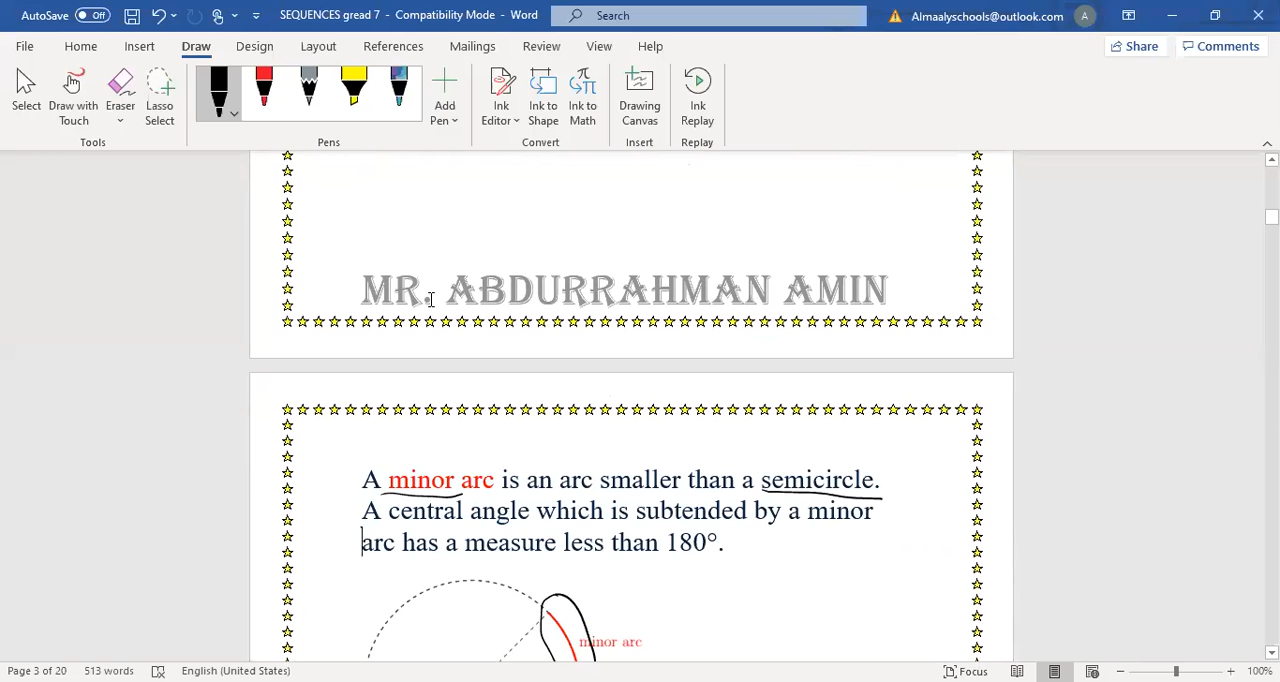 AutoSave Off SEQUENCES gread 7 - Compatibility Mode - Word Search Almaalyschools@outlook.com A
File Home Insert Draw Design Layout References Mailings Review View Help Share Comments
Select Draw with Touch Eraser Lasso Select Add Pen Ink Editor Ink to Shape Ink to Math Drawing Canvas Ink Replay
Tools Pens Convert Insert Replay
MR. ABDURRAHMAN AMIN
A minor arc is an arc smaller than a semicircle.
A central angle which is subtended by a minor
arc has a measure less than 180°.
minor arc
Page 3 of 20 513 words English (United States) Focus 100%